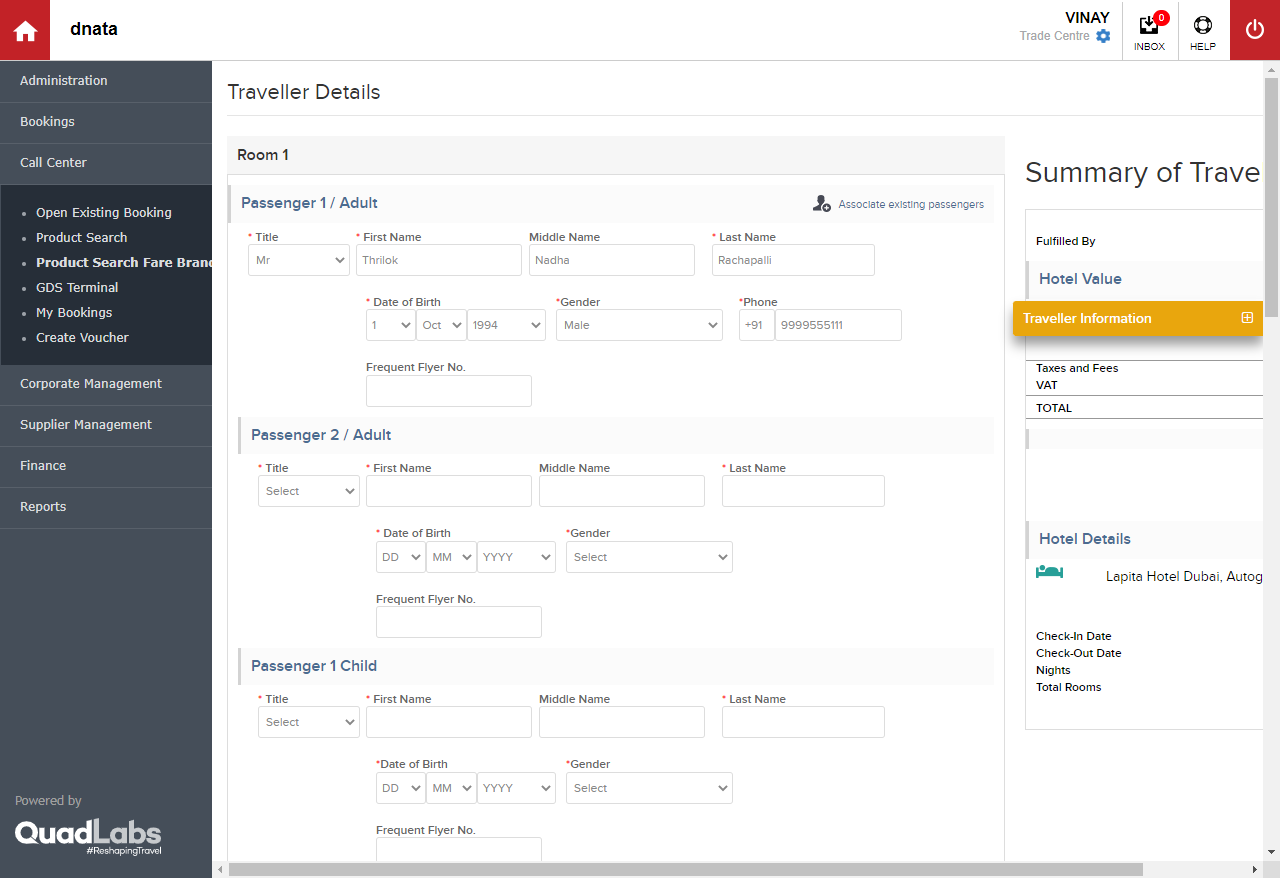 dnata
VINAY
Trade Centre
0
INBOX
HELP
Administration
Bookings
Call Center
Open Existing Booking
Product Search
Product Search Fare Bran
GDS Terminal
My Bookings
Create Voucher
Corporate Management
Supplier Management
Finance
Reports
Powered by
QuadLabs
#ReshapingTravel
Traveller Details
Room 1
Passenger 1 / Adult
Associate existing passengers
* Title * First Name Middle Name * Last Name
Mr Thrilok Nadha Rachapalli
* Date of Birth *Gender *Phone
1 Oct 1994 Male +91 9999555111
Frequent Flyer No.
Passenger 2 / Adult
* Title * First Name Middle Name * Last Name
Select
* Date of Birth *Gender
DD MM YYYY Select
Frequent Flyer No.
Passenger 1 Child
* Title * First Name Middle Name * Last Name
Select
*Date of Birth *Gender
DD MM YYYY Select
Frequent Flyer No.
Summary of Trave
Fulfilled By
Hotel Value
Traveller Information
Taxes and Fees
VAT
TOTAL
Hotel Details
Lapita Hotel Dubai, Autog
Check-In Date
Check-Out Date
Nights
Total Rooms